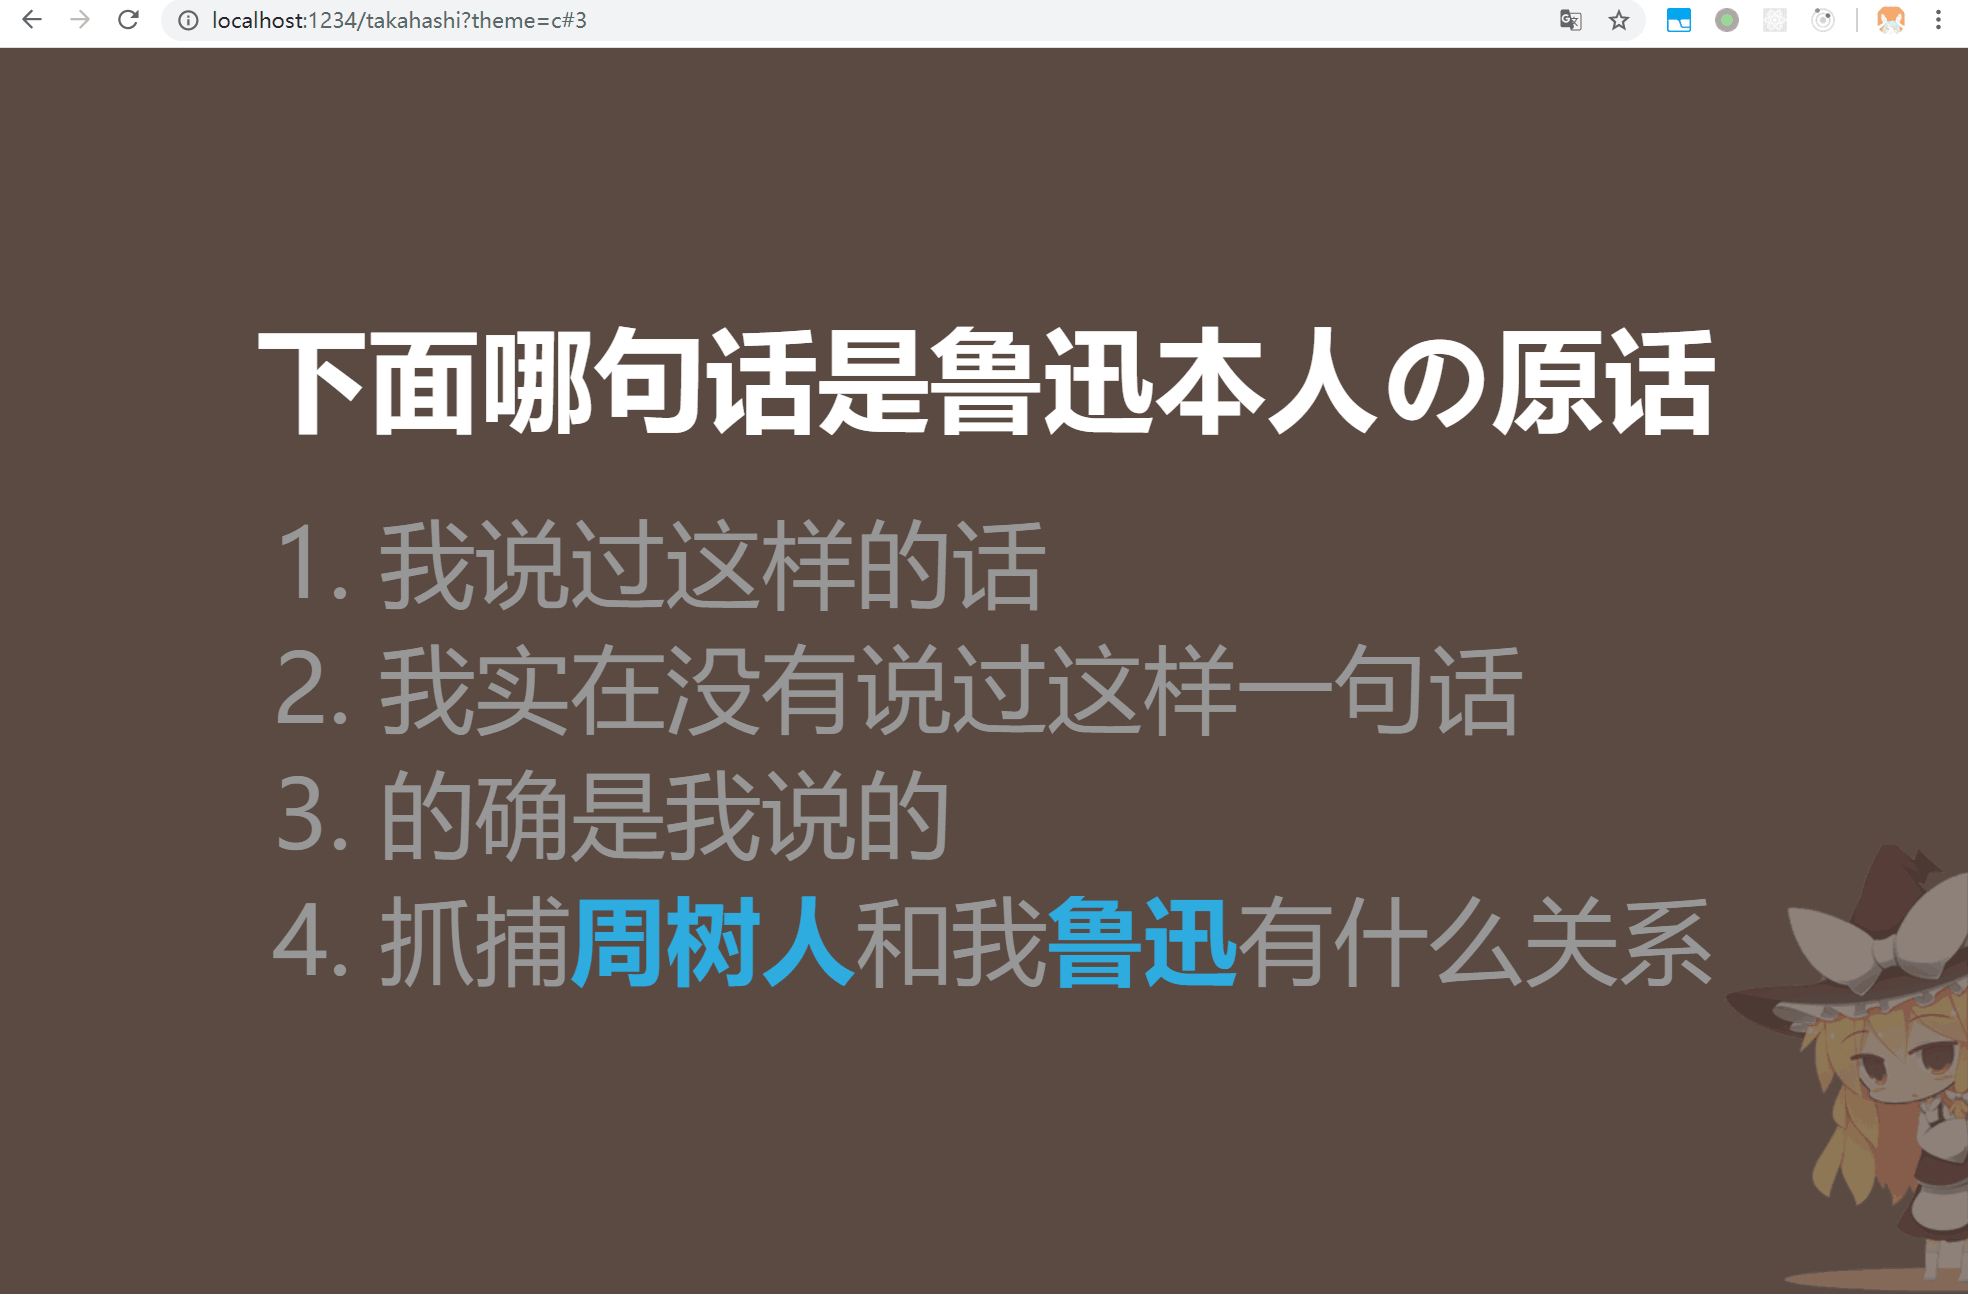 localhost:1234/takahashi?theme=c#3
下面哪句话是鲁迅本人の原话
1. 我说过这样的话
2. 我实在没有说过这样一句话
3. 的确是我说的
4. 抓捕周树人和我鲁迅有什么关系